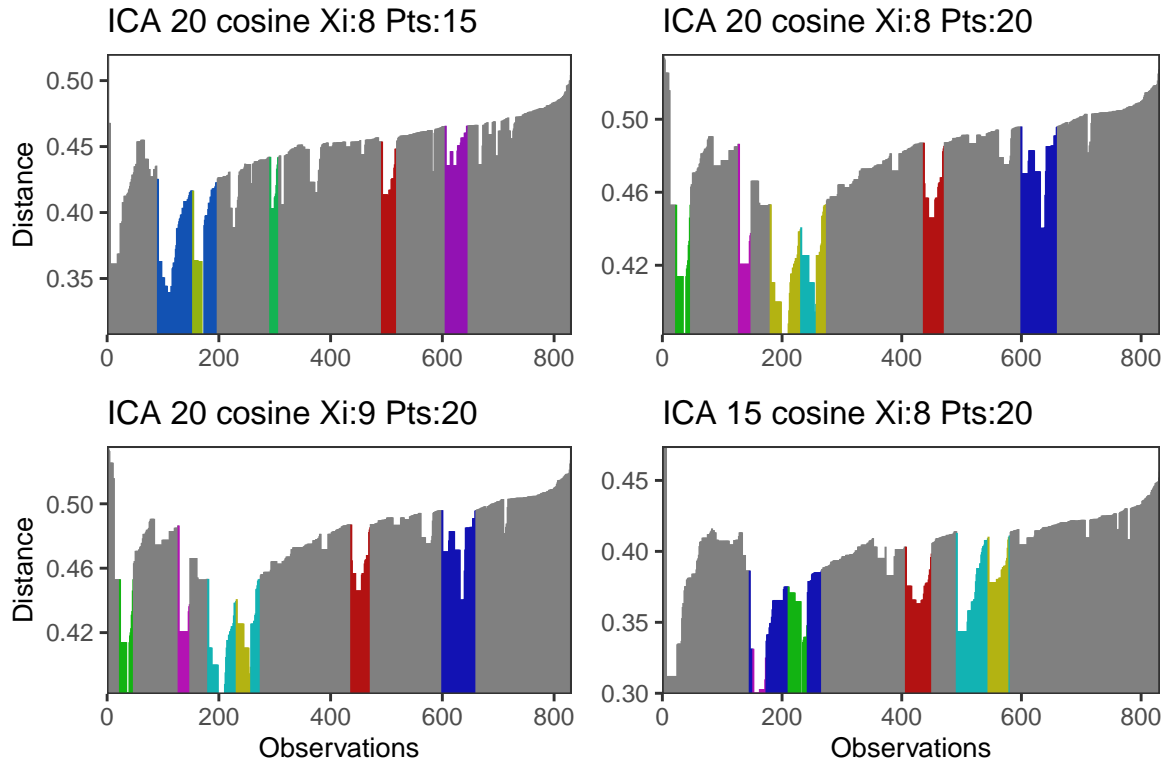 ICA 20 cosine Xi:8 Pts:15
ICA 20 cosine Xi:8 Pts:20
Distance
0.50
0.45
0.40
0.35
0 200 400 600 800
0.50
0.46
0.42
0 200 400 600 800
ICA 20 cosine Xi:9 Pts:20
ICA 15 cosine Xi:8 Pts:20
Distance
0.50
0.46
0.42
0 200 400 600 800
Observations
0.45
0.40
0.35
0.30
0 200 400 600 800
Observations